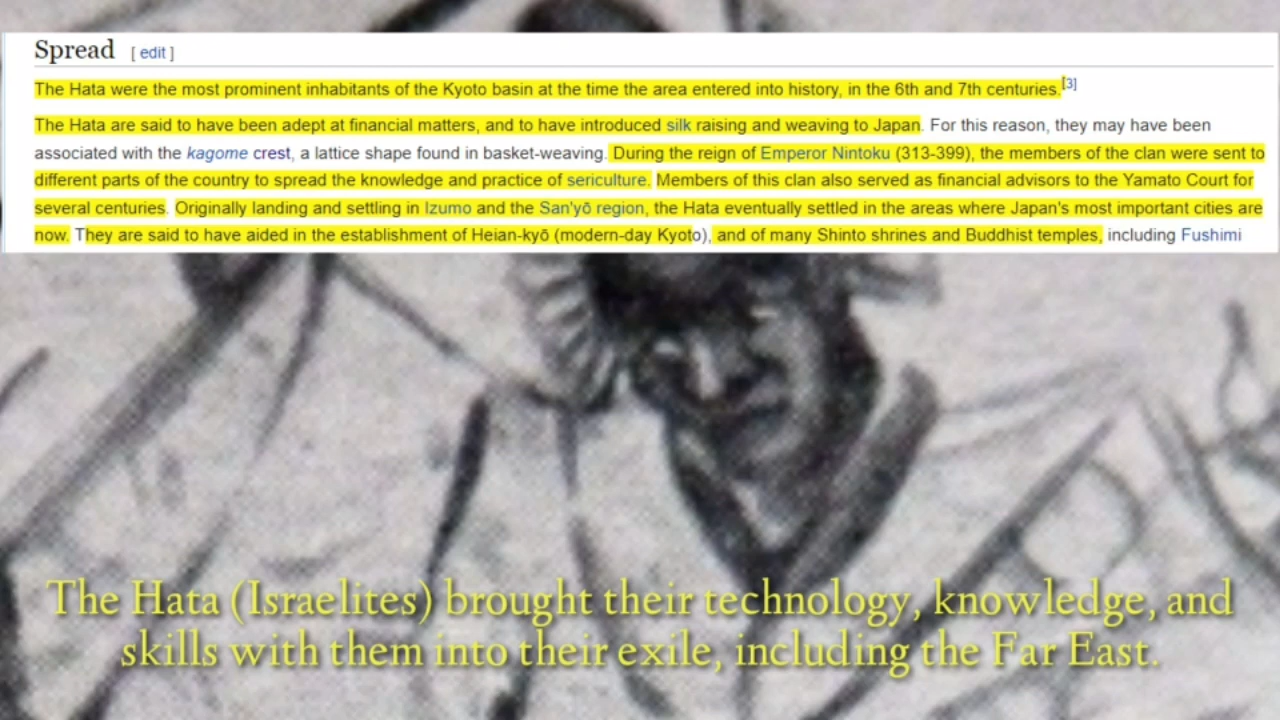 Spread [ edit ]
The Hata were the most prominent inhabitants of the Kyoto basin at the time the area entered into history, in the 6th and 7th centuries.[3]
The Hata are said to have been adept at financial matters, and to have introduced silk raising and weaving to Japan. For this reason, they may have been
associated with the kagome crest, a lattice shape found in basket-weaving. During the reign of Emperor Nintoku (313-399), the members of the clan were sent to
different parts of the country to spread the knowledge and practice of sericulture. Members of this clan also served as financial advisors to the Yamato Court for
several centuries. Originally landing and settling in Izumo and the San'yō region, the Hata eventually settled in the areas where Japan's most important cities are
now. They are said to have aided in the establishment of Heian-kyō (modern-day Kyoto), and of many Shinto shrines and Buddhist temples, including Fushimi
The Hata (Israelites) brought their technology, knowledge, and
skills with them into their exile, including the Far East.